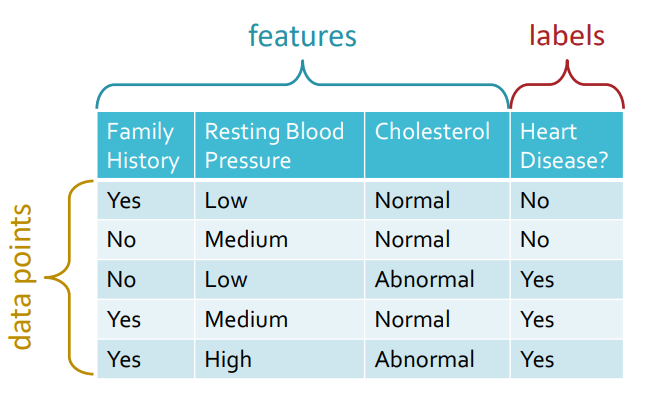 features
labels
Family History
Resting Blood Pressure
Cholesterol
Heart Disease?
data points
Yes Low Normal No
No Medium Normal No
No Low Abnormal Yes
Yes Medium Normal Yes
Yes High Abnormal Yes